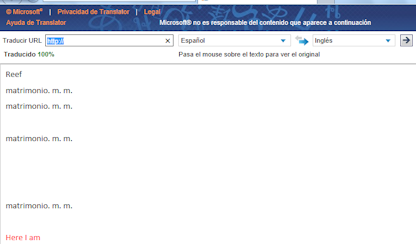 © Microsoft® | Privacidad de Translator | Legal
Ayuda de Translator Microsoft® no es responsable del contenido que aparece a continuación
Traducir URL http:// × Español Inglés
Traducido 100% Pasa el mouse sobre el texto para ver el original
Reef
matrimonio. m. m.
matrimonio. m. m.
matrimonio. m. m.
matrimonio. m. m.
Here I am